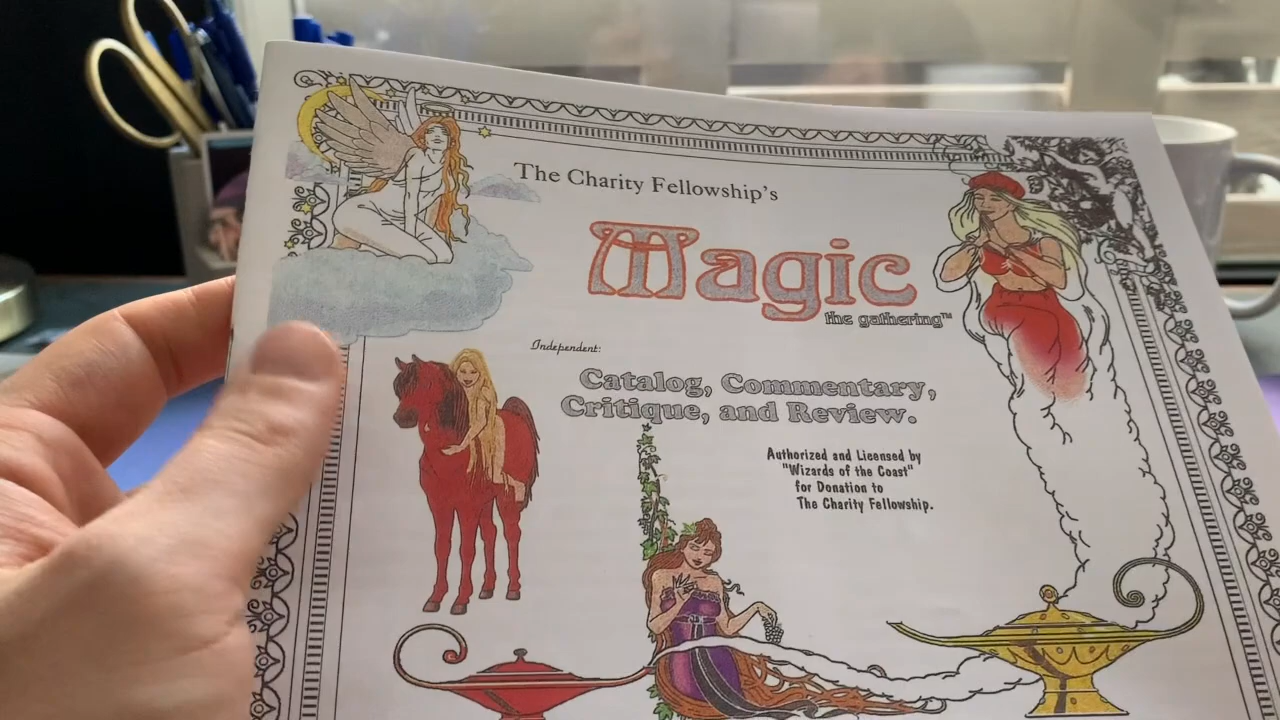 The Charity Fellowship's
Magic
the gathering™
Independent:
Catalog, Commentary,
Critique, and Review.
Authorized and Licensed by
"Wizards of the Coast"
for Donation to
The Charity Fellowship.